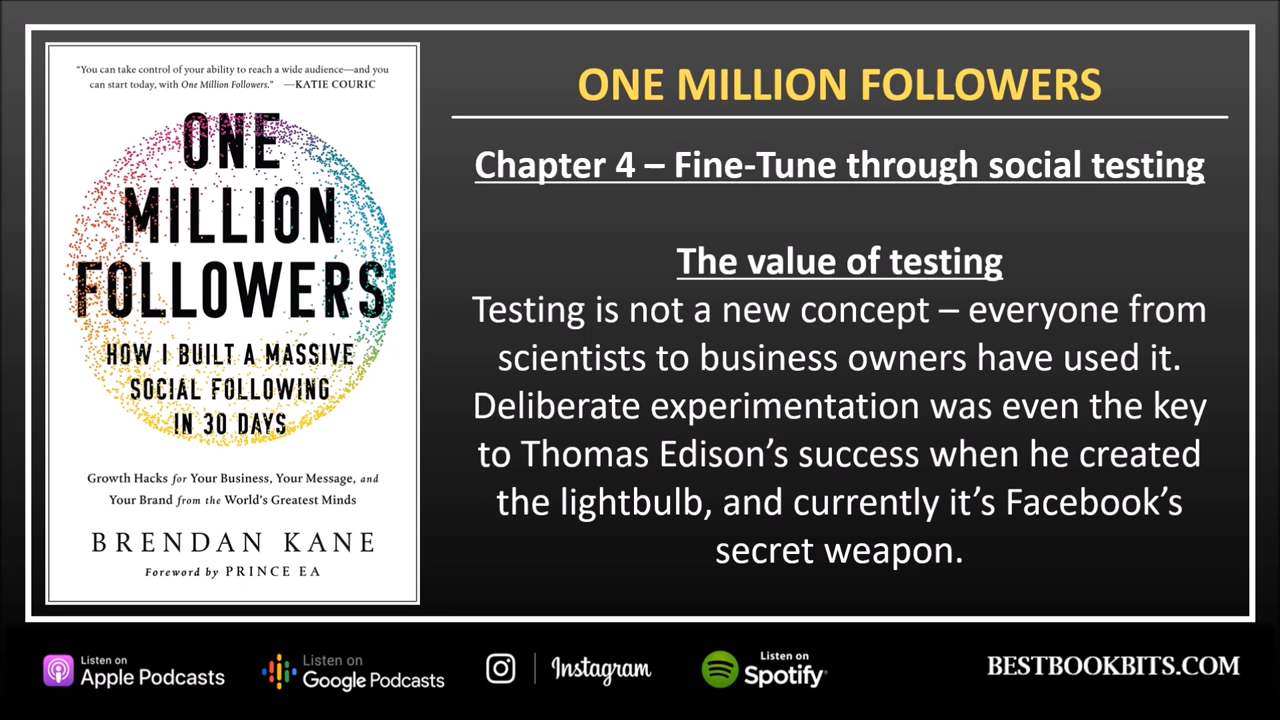 “You can take control of your ability to reach a wide audience—and you
can start today, with One Million Followers.” —KATIE COURIC
ONE
MILLION
FOLLOWERS
HOW I BUILT A MASSIVE
SOCIAL FOLLOWING
IN 30 DAYS
Growth Hacks for Your Business, Your Message, and
Your Brand from the World's Greatest Minds
BRENDAN KANE
Foreword by PRINCE EA
ONE MILLION FOLLOWERS
Chapter 4 – Fine-Tune through social testing
The value of testing
Testing is not a new concept – everyone from
scientists to business owners have used it.
Deliberate experimentation was even the key
to Thomas Edison’s success when he created
the lightbulb, and currently it’s Facebook’s
secret weapon.
Listen on
Apple Podcasts
Listen on
Google Podcasts
Instagram
Listen on
Spotify
BESTBOOKBITS.COM